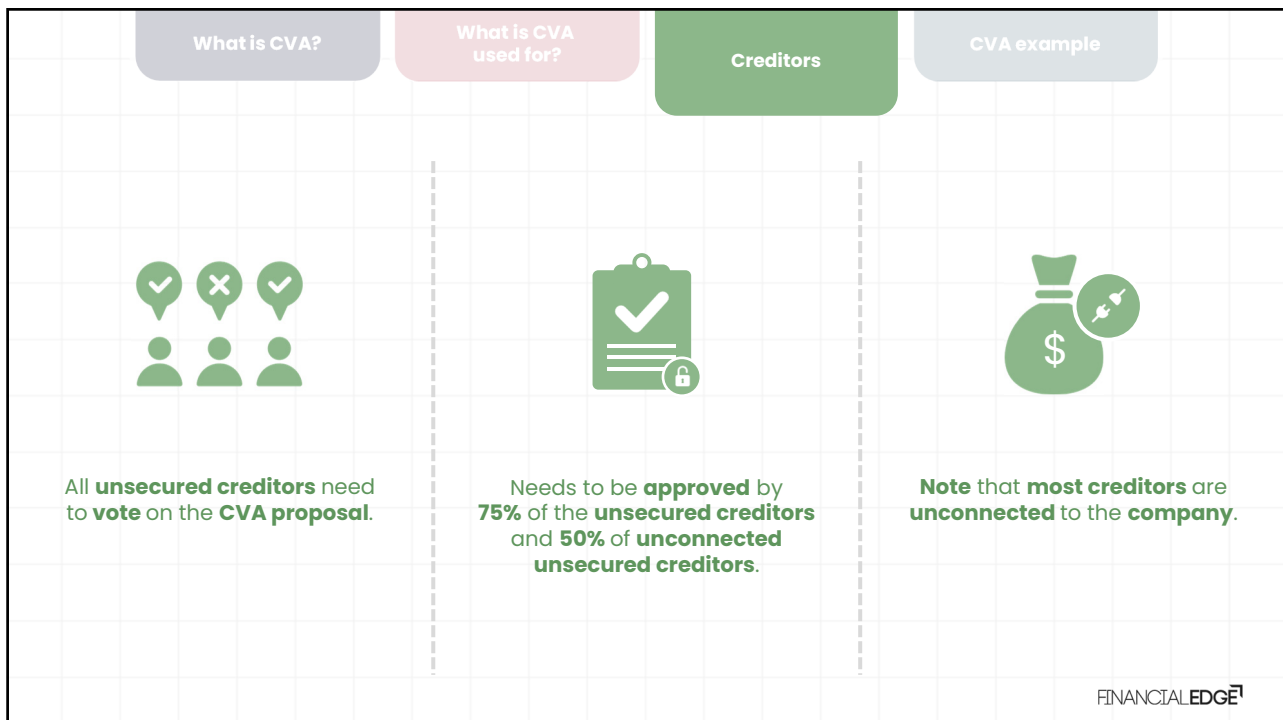 What is CVA?
What is CVA
used for?
Creditors
CVA example
$
All unsecured creditors need
to vote on the CVA proposal.
Needs to be approved by
75% of the unsecured creditors
and 50% of unconnected
unsecured creditors.
Note that most creditors are
unconnected to the company.
FINANCIALEDGE